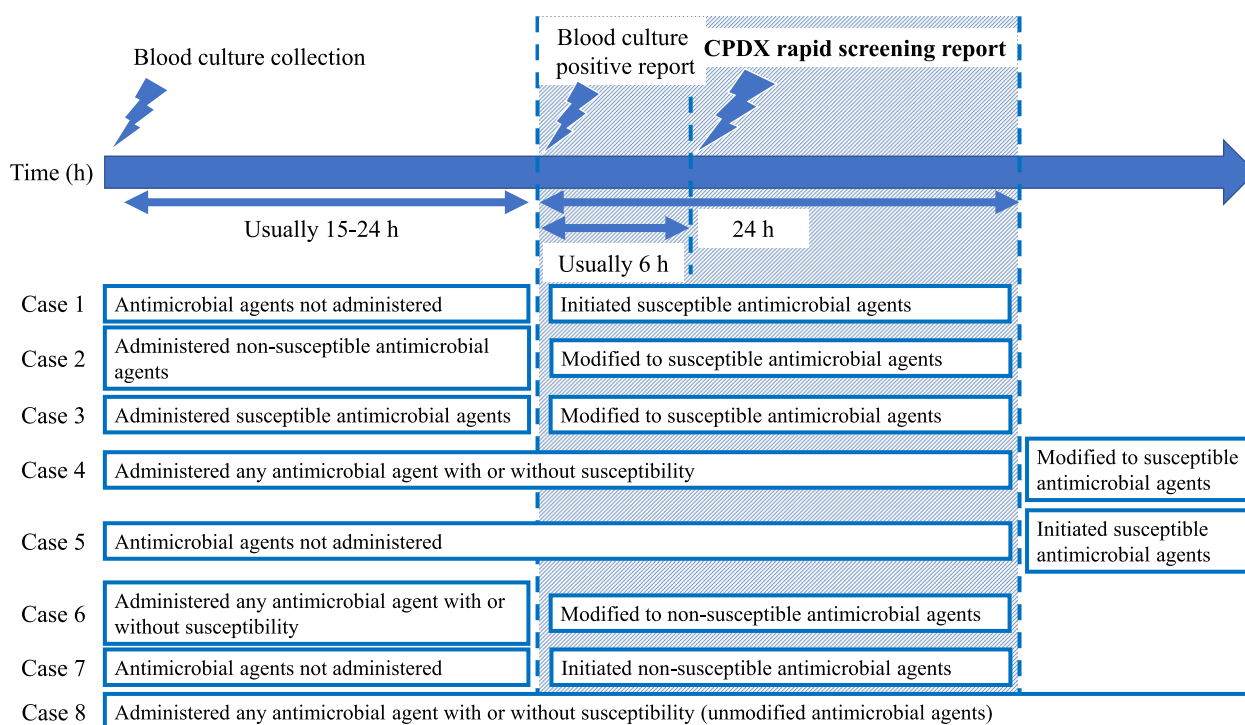 Blood culture collection
Blood culture
positive report
CPDX rapid screening report
Time (h)
Usually 15-24 h
24 h
Usually 6 h
Case 1
Antimicrobial agents not administered
Initiated susceptible antimicrobial agents
Case 2
Administered non-susceptible antimicrobial
agents
Modified to susceptible antimicrobial agents
Case 3
Administered susceptible antimicrobial agents
Modified to susceptible antimicrobial agents
Case 4
Administered any antimicrobial agent with or without susceptibility
Modified to susceptible
antimicrobial agents
Case 5
Antimicrobial agents not administered
Initiated susceptible
antimicrobial agents
Case 6
Administered any antimicrobial agent with or
without susceptibility
Modified to non-susceptible antimicrobial agents
Case 7
Antimicrobial agents not administered
Initiated non-susceptible antimicrobial agents
Case 8
Administered any antimicrobial agent with or without susceptibility (unmodified antimicrobial agents)